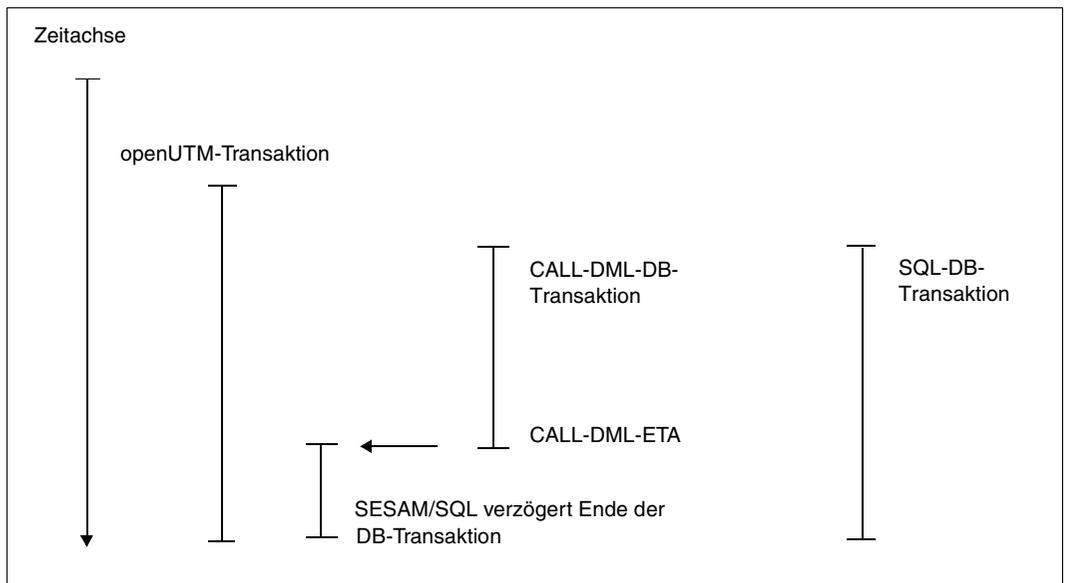 Zeitachse
openUTM-Transaktion
CALL-DML-DB-
Transaktion
SQL-DB-
Transaktion
CALL-DML-ETA
SESAM/SQL verzögert Ende der
DB-Transaktion